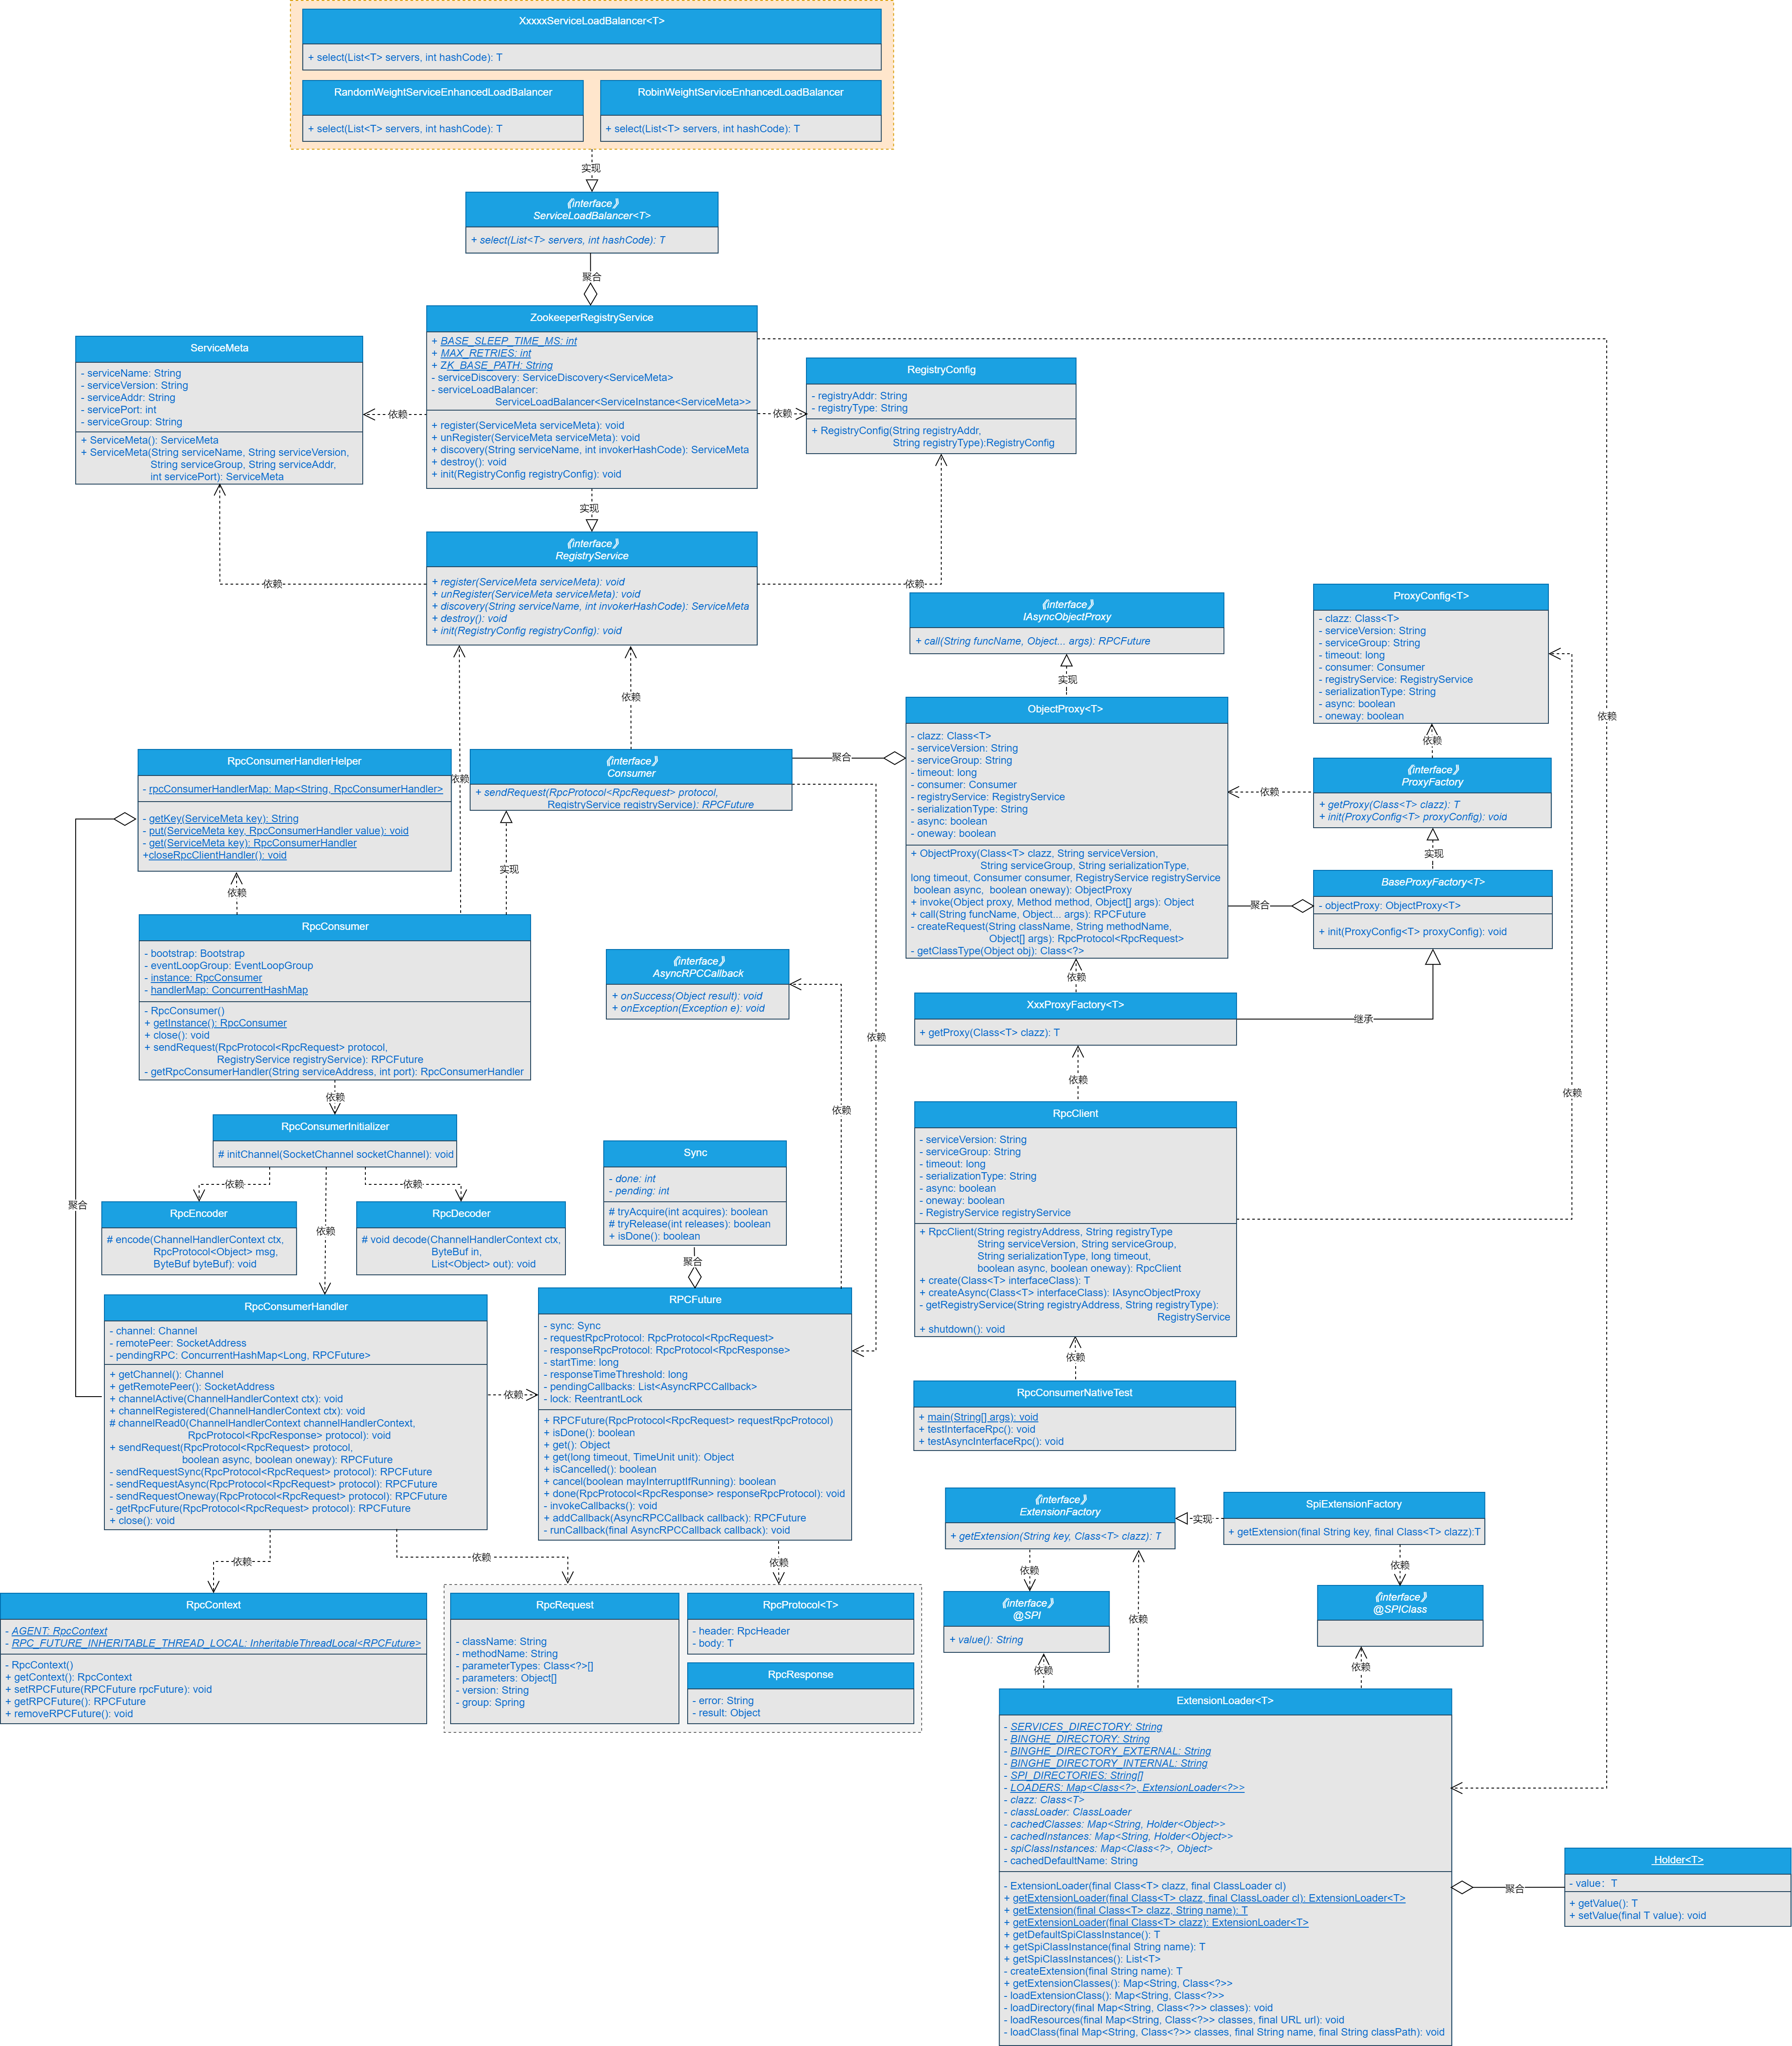 XxxxxServiceLoadBalancer<T>
+ select(List<T> servers, int hashCode): T
RandomWeightServiceEnhancedLoadBalancer
+ select(List<T> servers, int hashCode): T
RobinWeightServiceEnhancedLoadBalancer
+ select(List<T> servers, int hashCode): T
实现
《interface》
ServiceLoadBalancer<T>
+ select(List<T> servers, int hashCode): T
聚合
ZookeeperRegistryService
+ BASE_SLEEP_TIME_MS: int
+ MAX_RETRIES: int
+ ZK_BASE_PATH: String
- serviceDiscovery: ServiceDiscovery<ServiceMeta>
- serviceLoadBalancer:
ServiceLoadBalancer<ServiceInstance<ServiceMeta>>
+ register(ServiceMeta serviceMeta): void
+ unRegister(ServiceMeta serviceMeta): void
+ discovery(String serviceName, int invokerHashCode): ServiceMeta
+ destroy(): void
+ init(RegistryConfig registryConfig): void
ServiceMeta
- serviceName: String
- serviceVersion: String
- serviceAddr: String
- servicePort: int
- serviceGroup: String
+ ServiceMeta(): ServiceMeta
+ ServiceMeta(String serviceName, String serviceVersion,
String serviceGroup, String serviceAddr,
int servicePort): ServiceMeta
依赖
依赖
RegistryConfig
- registryAddr: String
- registryType: String
+ RegistryConfig(String registryAddr,
String registryType):RegistryConfig
实现
《interface》
RegistryService
+ register(ServiceMeta serviceMeta): void
+ unRegister(ServiceMeta serviceMeta): void
+ discovery(String serviceName, int invokerHashCode): ServiceMeta
+ destroy(): void
+ init(RegistryConfig registryConfig): void
依赖
依赖
《interface》
IAsyncObjectProxy
+ call(String funcName, Object... args): RPCFuture
实现
ProxyConfig<T>
- clazz: Class<T>
- serviceVersion: String
- serviceGroup: String
- timeout: long
- consumer: Consumer
- registryService: RegistryService
- serializationType: String
- async: boolean
- oneway: boolean
依赖
依赖
依赖
ObjectProxy<T>
- clazz: Class<T>
- serviceVersion: String
- serviceGroup: String
- timeout: long
- consumer: Consumer
- registryService: RegistryService
- serializationType: String
- async: boolean
- oneway: boolean
+ ObjectProxy(Class<T> clazz, String serviceVersion,
String serviceGroup, String serializationType,
long timeout, Consumer consumer, RegistryService registryService
boolean async,  boolean oneway): ObjectProxy
+ invoke(Object proxy, Method method, Object[] args): Object
+ call(String funcName, Object... args): RPCFuture
- createRequest(String className, String methodName,
Object[] args): RpcProtocol<RpcRequest>
- getClassType(Object obj): Class<?>
RpcConsumerHandlerHelper
- rpcConsumerHandlerMap: Map<String, RpcConsumerHandler>
- getKey(ServiceMeta key): String
- put(ServiceMeta key, RpcConsumerHandler value): void
- get(ServiceMeta key): RpcConsumerHandler
+closeRpcClientHandler(): void
依赖
《interface》
Consumer
+ sendRequest(RpcProtocol<RpcRequest> protocol,
RegistryService registryService): RPCFuture
聚合
《interface》
ProxyFactory
+ getProxy(Class<T> clazz): T
+ init(ProxyConfig<T> proxyConfig): void
依赖
实现
BaseProxyFactory<T>
- objectProxy: ObjectProxy<T>
+ init(ProxyConfig<T> proxyConfig): void
聚合
依赖
实现
RpcConsumer
- bootstrap: Bootstrap
- eventLoopGroup: EventLoopGroup
- instance: RpcConsumer
- handlerMap: ConcurrentHashMap
- RpcConsumer()
+ getInstance(): RpcConsumer
+ close(): void
+ sendRequest(RpcProtocol<RpcRequest> protocol,
RegistryService registryService): RPCFuture
- getRpcConsumerHandler(String serviceAddress, int port): RpcConsumerHandler
《interface》
AsyncRPCCallback
+ onSuccess(Object result): void
+ onException(Exception e): void
依赖
依赖
依赖
XxxProxyFactory<T>
+ getProxy(Class<T> clazz): T
继承
依赖
依赖
依赖
RpcConsumerInitializer
# initChannel(SocketChannel socketChannel): void
RpcClient
- serviceVersion: String
- serviceGroup: String
- timeout: long
- serializationType: String
- async: boolean
- oneway: boolean
- RegistryService registryService
+ RpcClient(String registryAddress, String registryType
String serviceVersion, String serviceGroup,
String serializationType, long timeout,
boolean async, boolean oneway): RpcClient
+ create(Class<T> interfaceClass): T
+ createAsync(Class<T> interfaceClass): IAsyncObjectProxy
- getRegistryService(String registryAddress, String registryType):
RegistryService
+ shutdown(): void
Sync
- done: int
- pending: int
# tryAcquire(int acquires): boolean
# tryRelease(int releases): boolean
+ isDone(): boolean
聚合
依赖
依赖
依赖
聚合
RpcEncoder
# encode(ChannelHandlerContext ctx,
RpcProtocol<Object> msg,
ByteBuf byteBuf): void
RpcDecoder
# void decode(ChannelHandlerContext ctx,
ByteBuf in,
List<Object> out): void
RpcConsumerHandler
- channel: Channel
- remotePeer: SocketAddress
- pendingRPC: ConcurrentHashMap<Long, RPCFuture>
+ getChannel(): Channel
+ getRemotePeer(): SocketAddress
+ channelActive(ChannelHandlerContext ctx): void
+ channelRegistered(ChannelHandlerContext ctx): void
# channelRead0(ChannelHandlerContext channelHandlerContext,
RpcProtocol<RpcResponse> protocol): void
+ sendRequest(RpcProtocol<RpcRequest> protocol,
boolean async, boolean oneway): RPCFuture
- sendRequestSync(RpcProtocol<RpcRequest> protocol): RPCFuture
- sendRequestAsync(RpcProtocol<RpcRequest> protocol): RPCFuture
- sendRequestOneway(RpcProtocol<RpcRequest> protocol): RPCFuture
- getRpcFuture(RpcProtocol<RpcRequest> protocol): RPCFuture
+ close(): void
依赖
RPCFuture
- sync: Sync
- requestRpcProtocol: RpcProtocol<RpcRequest>
- responseRpcProtocol: RpcProtocol<RpcResponse>
- startTime: long
- responseTimeThreshold: long
- pendingCallbacks: List<AsyncRPCCallback>
- lock: ReentrantLock
+ RPCFuture(RpcProtocol<RpcRequest> requestRpcProtocol)
+ isDone(): boolean
+ get(): Object
+ get(long timeout, TimeUnit unit): Object
+ isCancelled(): boolean
+ cancel(boolean mayInterruptIfRunning): boolean
+ done(RpcProtocol<RpcResponse> responseRpcProtocol): void
- invokeCallbacks(): void
+ addCallback(AsyncRPCCallback callback): RPCFuture
- runCallback(final AsyncRPCCallback callback): void
依赖
RpcConsumerNativeTest
+ main(String[] args): void
+ testInterfaceRpc(): void
+ testAsyncInterfaceRpc(): void
《interface》
ExtensionFactory
+ getExtension(String key, Class<T> clazz): T
实现
SpiExtensionFactory
+ getExtension(final String key, final Class<T> clazz):T
依赖
依赖
依赖
依赖
依赖
依赖
《interface》
@SPI
+ value(): String
《interface》
@SPIClass
RpcContext
- AGENT: RpcContext
- RPC_FUTURE_INHERITABLE_THREAD_LOCAL: InheritableThreadLocal<RPCFuture>
- RpcContext()
+ getContext(): RpcContext
+ setRPCFuture(RPCFuture rpcFuture): void
+ getRPCFuture(): RPCFuture
+ removeRPCFuture(): void
RpcRequest
- className: String
- methodName: String
- parameterTypes: Class<?>[]
- parameters: Object[]
- version: String
- group: Spring
RpcProtocol<T>
- header: RpcHeader
- body: T
RpcResponse
- error: String
- result: Object
依赖
依赖
ExtensionLoader<T>
- SERVICES_DIRECTORY: String
- BINGHE_DIRECTORY: String
- BINGHE_DIRECTORY_EXTERNAL: String
- BINGHE_DIRECTORY_INTERNAL: String
- SPI_DIRECTORIES: String[]
- LOADERS: Map<Class<?>, ExtensionLoader<?>>
- clazz: Class<T>
- classLoader: ClassLoader
- cachedClasses: Map<String, Holder<Object>>
- cachedInstances: Map<String, Holder<Object>>
- spiClassInstances: Map<Class<?>, Object>
- cachedDefaultName: String
- ExtensionLoader(final Class<T> clazz, final ClassLoader cl)
+ getExtensionLoader(final Class<T> clazz, final ClassLoader cl): ExtensionLoader<T>
+ getExtension(final Class<T> clazz, String name): T
+ getExtensionLoader(final Class<T> clazz): ExtensionLoader<T>
+ getDefaultSpiClassInstance(): T
+ getSpiClassInstance(final String name): T
+ getSpiClassInstances(): List<T>
- createExtension(final String name): T
+ getExtensionClasses(): Map<String, Class<?>>
- loadExtensionClass(): Map<String, Class<?>>
- loadDirectory(final Map<String, Class<?>> classes): void
- loadResources(final Map<String, Class<?>> classes, final URL url): void
- loadClass(final Map<String, Class<?>> classes, final String name, final String classPath): void
聚合
Holder<T>
- value：T
+ getValue(): T
+ setValue(final T value): void